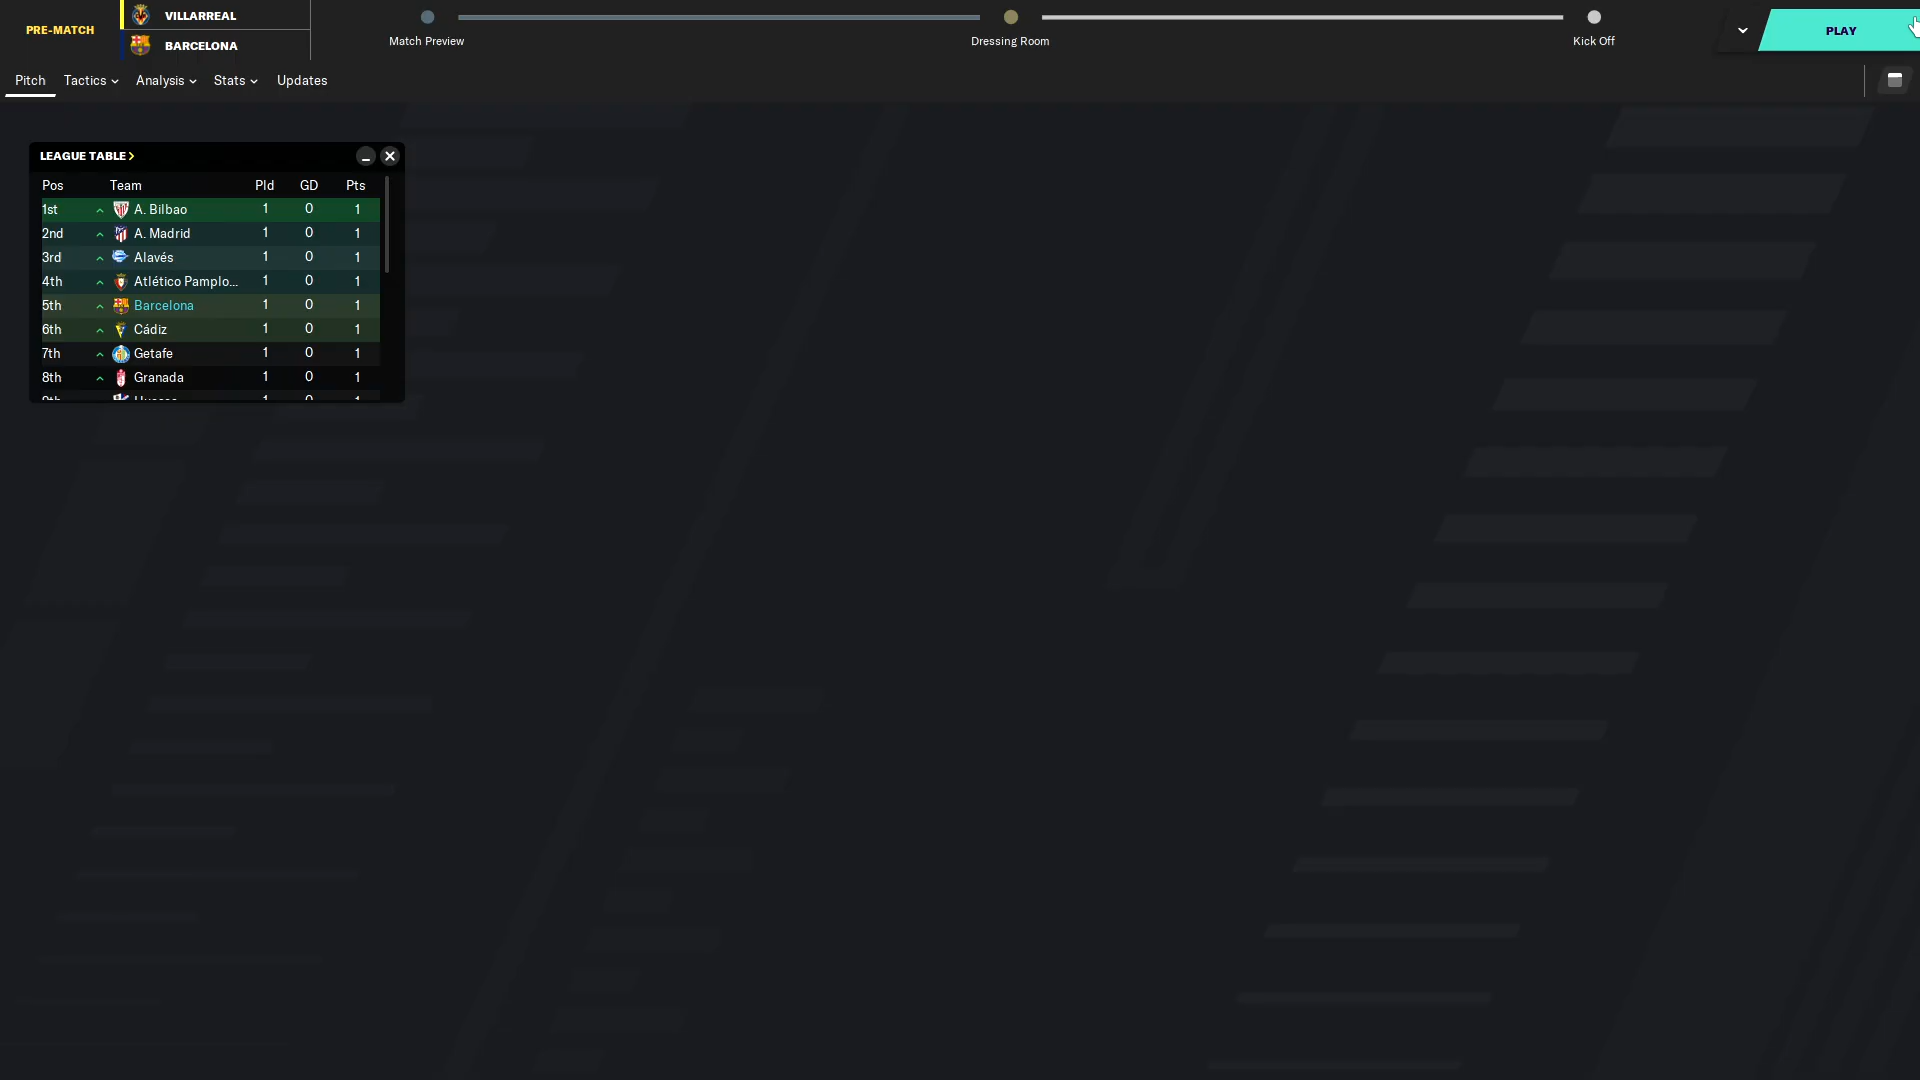 PRE-MATCH
VILLARREAL
BARCELONA
Match Preview
Dressing Room
Kick Off
PLAY
Pitch Tactics Analysis Stats Updates
LEAGUE TABLE
Pos Team Pld GD Pts
1st A. Bilbao 1 0 1
2nd A. Madrid 1 0 1
3rd Alavés 1 0 1
4th Atlético Pamplo... 1 0 1
5th Barcelona 1 0 1
6th Cádiz 1 0 1
7th Getafe 1 0 1
8th Granada 1 0 1